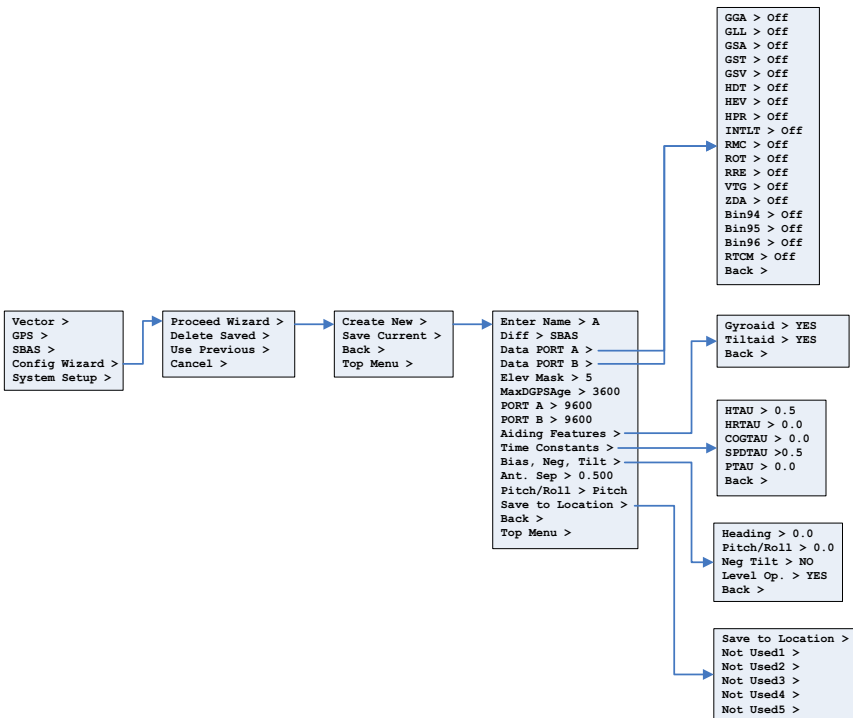 Vector >
GPS >
SBAS >
Config Wizard >
System Setup >
Proceed Wizard >
Delete Saved >
Use Previous >
Cancel >
Create New >
Save Current >
Back >
Top Menu >
Enter Name > A
Diff > SBAS
Data PORT A >
Data PORT B >
Elev Mask > 5
MaxDGPSAge > 3600
PORT A > 9600
PORT B > 9600
Aiding Features >
Time Constants >
Bias, Neg, Tilt >
Ant. Sep > 0.500
Pitch/Roll > Pitch
Save to Location >
Back >
Top Menu >
GGA > Off
GLL > Off
GSA > Off
GST > Off
GSV > Off
HDT > Off
HEV > Off
HPR > Off
INTLT > Off
RMC > Off
ROT > Off
RRE > Off
VTG > Off
ZDA > Off
Bin94 > Off
Bin95 > Off
Bin96 > Off
RTCM > Off
Back >
Gyroaid > YES
Tiltaid > YES
Back >
HTAU > 0.5
HRTAU > 0.0
COGTAU > 0.0
SPDTAU >0.5
PTAU > 0.0
Back >
Heading > 0.0
Pitch/Roll > 0.0
Neg Tilt > NO
Level Op. > YES
Back >
Save to Location >
Not Used1 >
Not Used2 >
Not Used3 >
Not Used4 >
Not Used5 >